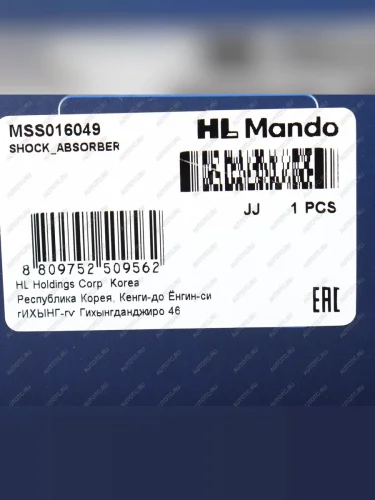 MSS016049
HL Mando
SHOCK_ABSORBER
JJ 1 PCS
8 809752 509562
HL Holdings Corp Korea
Республика Корея, Кенги-до Ёнгин-си
гИХЫНГ-гу Гихынгданджиро 46
EAC